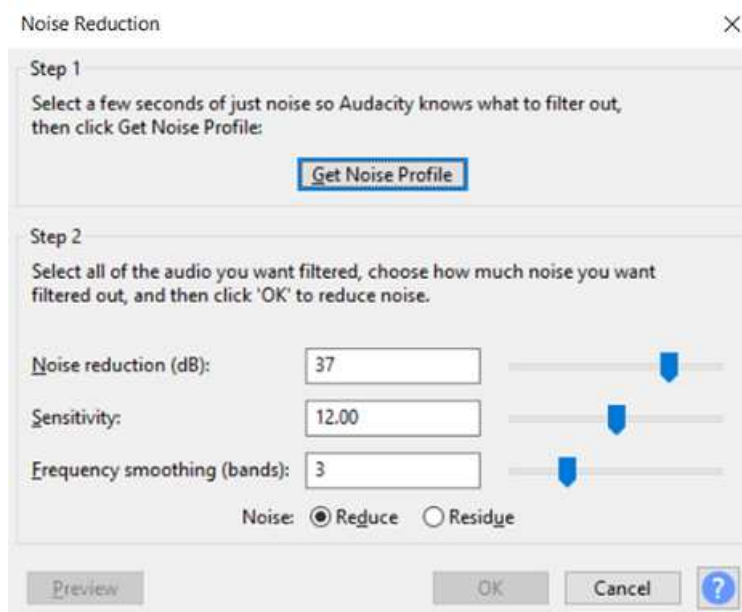 Noise Reduction
Step 1
Select a few seconds of just noise so Audacity knows what to filter out,
then click Get Noise Profile:
Get Noise Profile
Step 2
Select all of the audio you want filtered, choose how much noise you want
filtered out, and then click 'OK' to reduce noise.
Noise reduction (dB): 37
Sensitivity: 12.00
Frequency smoothing (bands): 3
Noise: Reduce Residue
Preview OK Cancel ?